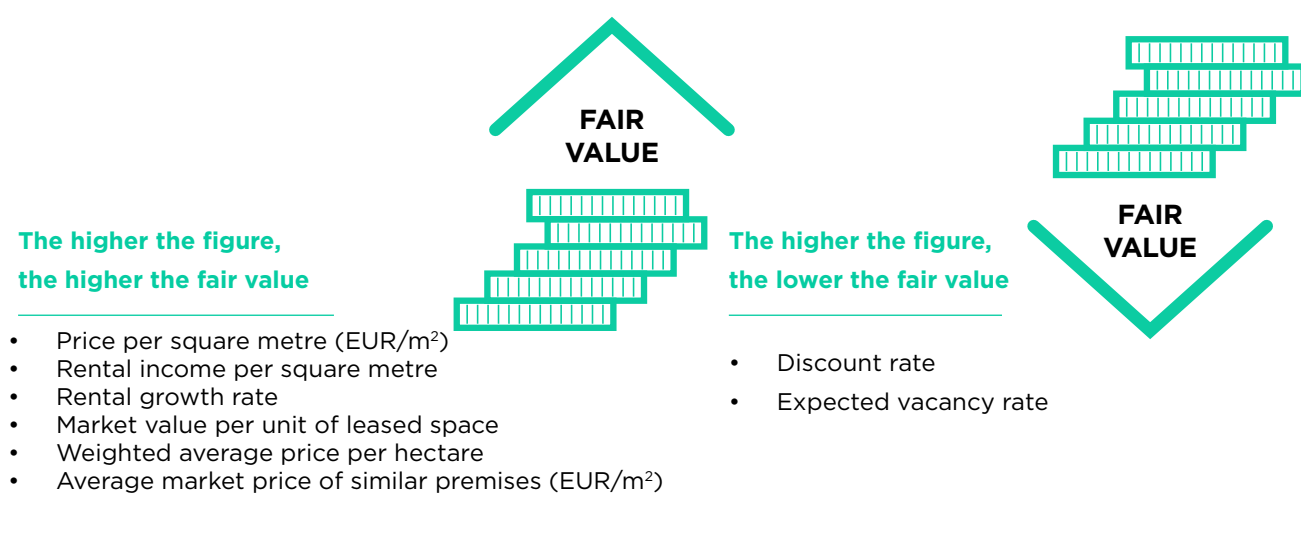 FAIR
VALUE
The higher the figure,
the higher the fair value
• Price per square metre (EUR/m²)
• Rental income per square metre
• Rental growth rate
• Market value per unit of leased space
• Weighted average price per hectare
• Average market price of similar premises (EUR/m²)
FAIR
VALUE
The higher the figure,
the lower the fair value
• Discount rate
• Expected vacancy rate